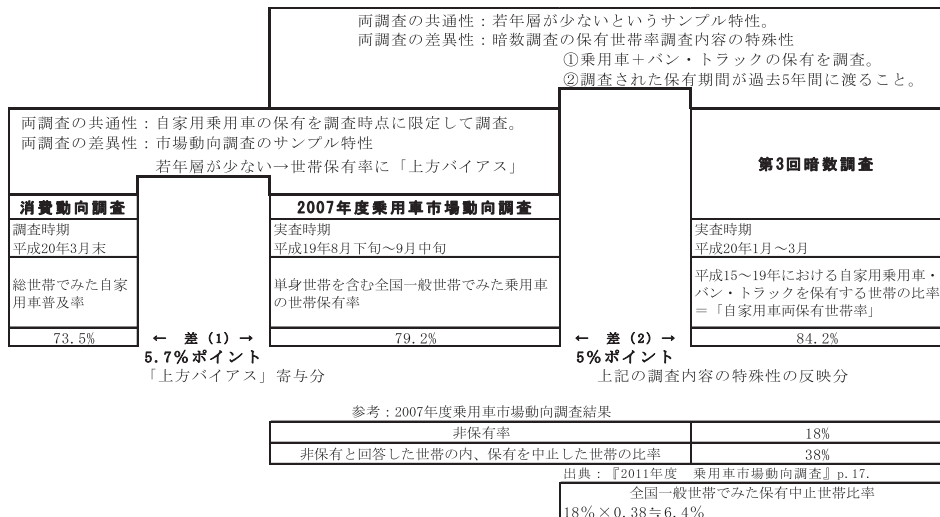 両調査の共通性：若年層が少ないというサンプル特性。
両調査の差異性：暗数調査の保有世帯率調査内容の特殊性
①乗用車＋バン・トラックの保有を調査。
②調査された保有期間が過去5年間に渡ること。
両調査の共通性：自家用乗用車の保有を調査時点に限定して調査。
両調査の差異性：市場動向調査のサンプル特性
若年層が少ない→世帯保有率に「上方バイアス」
第3回暗数調査
消費動向調査
2007年度乗用車市場動向調査
調査時期
平成20年3月末
実査時期
平成19年8月下旬～9月中旬
実査時期
平成20年1月～3月
総世帯でみた自家
用車普及率
単身世帯を含む全国一般世帯でみた乗用車
の世帯保有率
平成15～19年における自家用乗用車・
バン・トラックを保有する世帯の比率
＝「自家用車両保有世帯率」
73.5%
← 差（1）→
79.2%
← 差（2）→
84.2%
5.7％ポイント
5％ポイント
「上方バイアス」寄与分
上記の調査内容の特殊性の反映分
参考：2007年度乗用車市場動向調査結果
非保有率 18%
非保有と回答した世帯の内、保有を中止した世帯の比率 38%
出典：『2011年度　乗用車市場動向調査』p.17.
全国一般世帯でみた保有中止世帯比率
18％×0.38≒6.4％